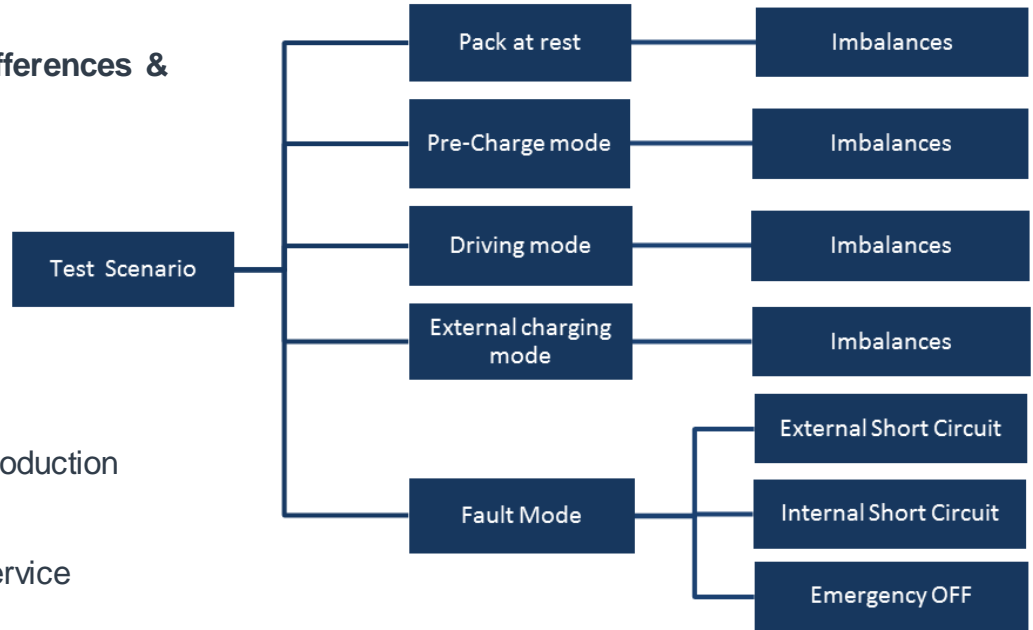 fferences &
oduction
ervice
Test Scenario
Pack at rest
Imbalances
Pre-Charge mode
Imbalances
Driving mode
Imbalances
External charging
mode
Imbalances
Fault Mode
External Short Circuit
Internal Short Circuit
Emergency OFF